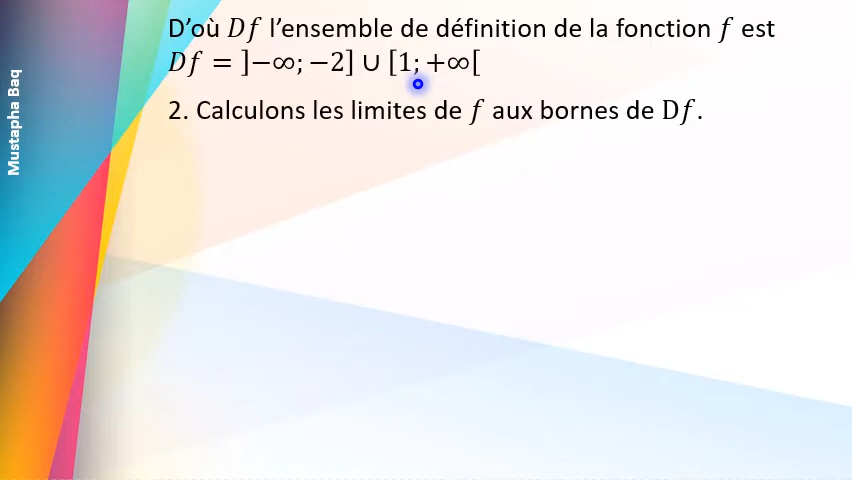 D’où 𝐷𝑓 l’ensemble de définition de la fonction 𝑓 est
𝐷𝑓 = ]−∞; −2] ∪ [1; +∞[
2. Calculons les limites de 𝑓 aux bornes de D𝑓.
Mustapha Baq